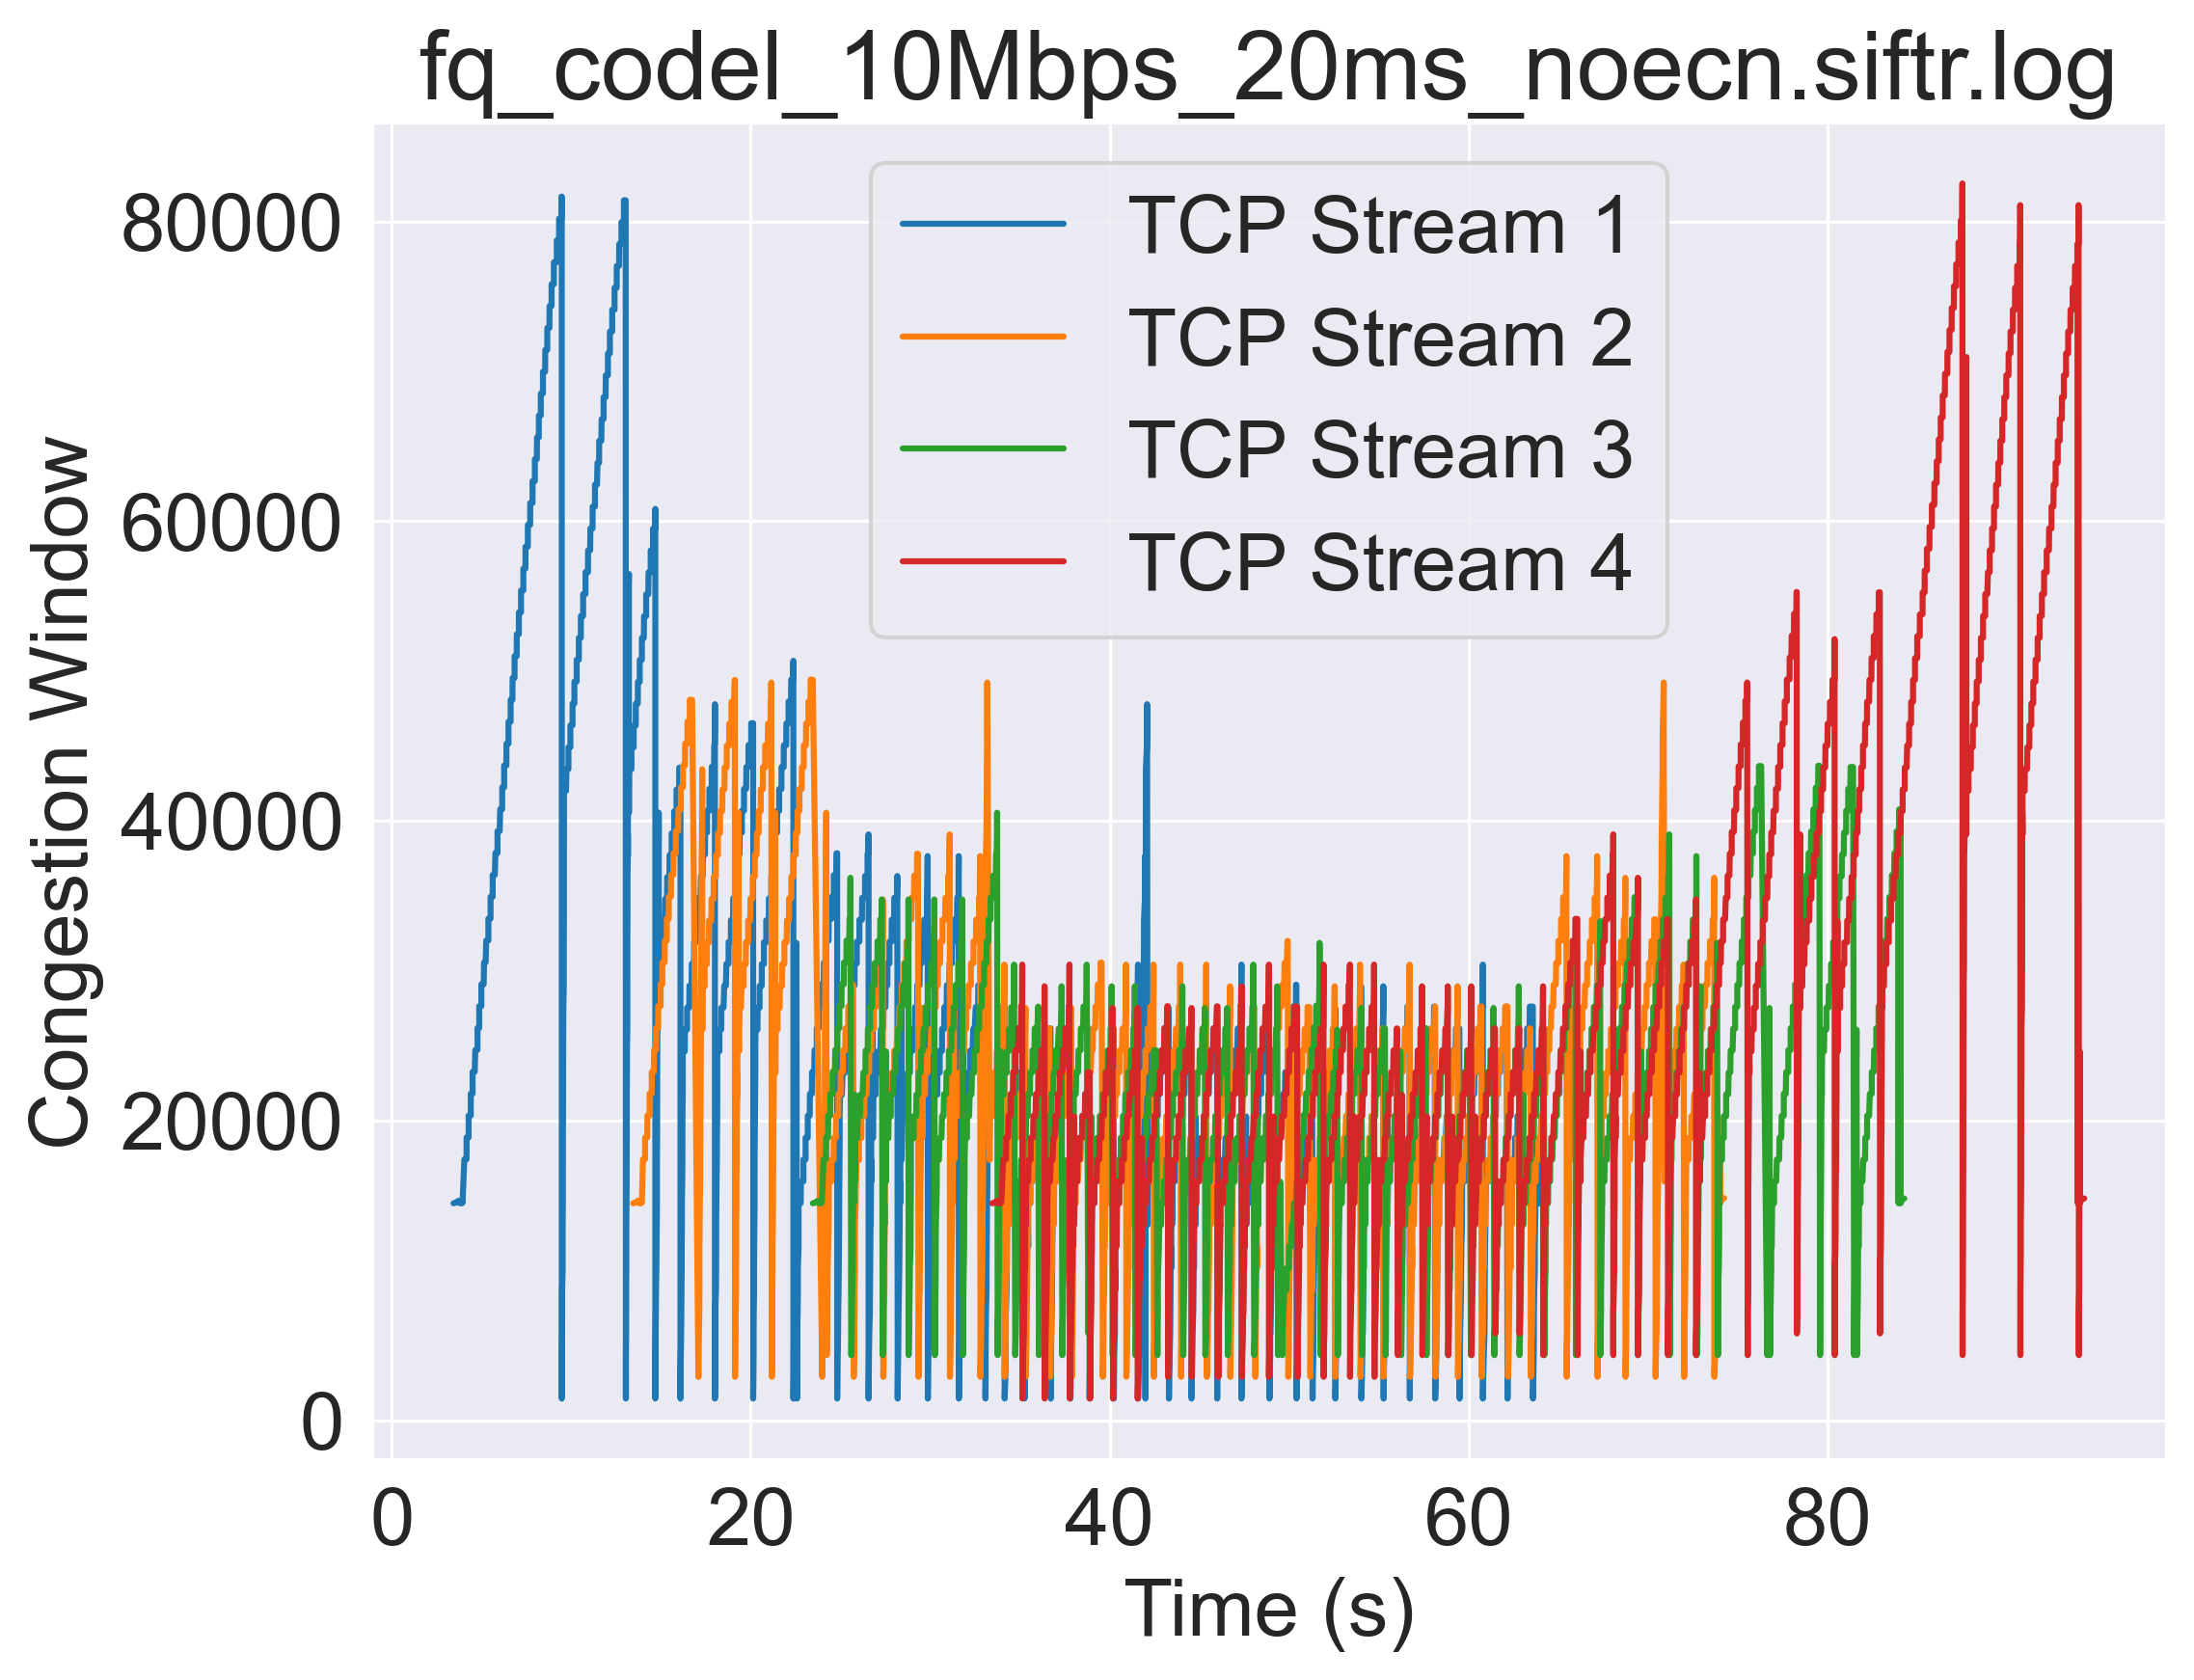 fq_codel_10Mbps_20ms_noecn.siftr.log
TCP Stream 1
TCP Stream 2
TCP Stream 3
TCP Stream 4
Congestion Window
80000
60000
40000
20000
0
0 20 40 60 80
Time (s)